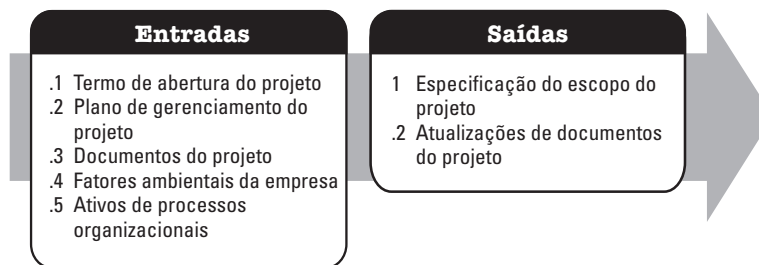 Entradas
.1 Termo de abertura do projeto
.2 Plano de gerenciamento do
projeto
.3 Documentos do projeto
.4 Fatores ambientais da empresa
.5 Ativos de processos
organizacionais
Saídas
1 Especificação do escopo do
projeto
.2 Atualizações de documentos
do projeto